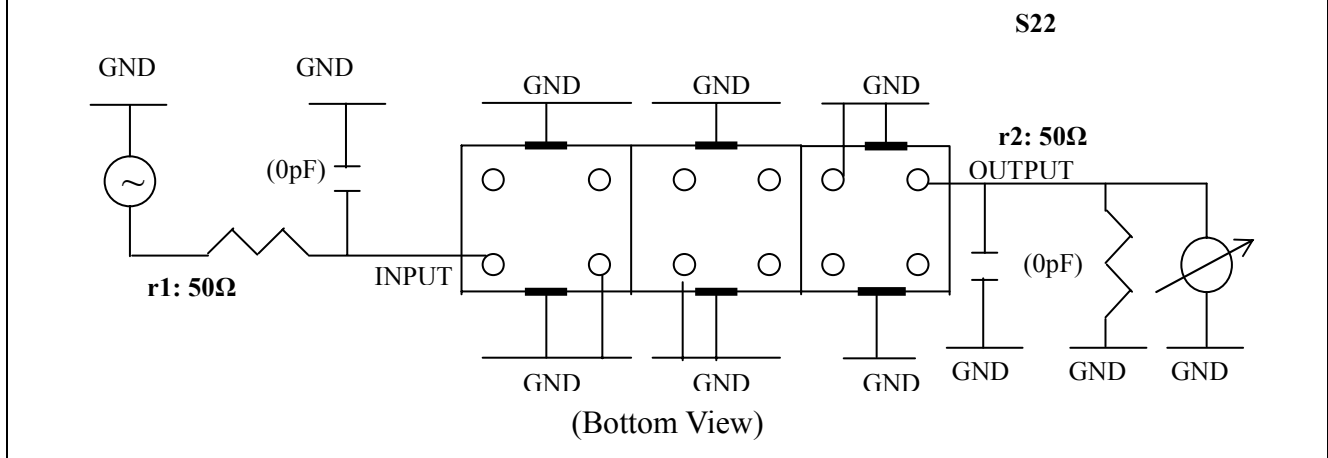 S22
GND
GND
GND
GND
GND
r2: 50Ω
(0pF)
OUTPUT
~
INPUT
(0pF)
r1: 50Ω
GND
GND
GND
GND
GND
GND
(Bottom View)